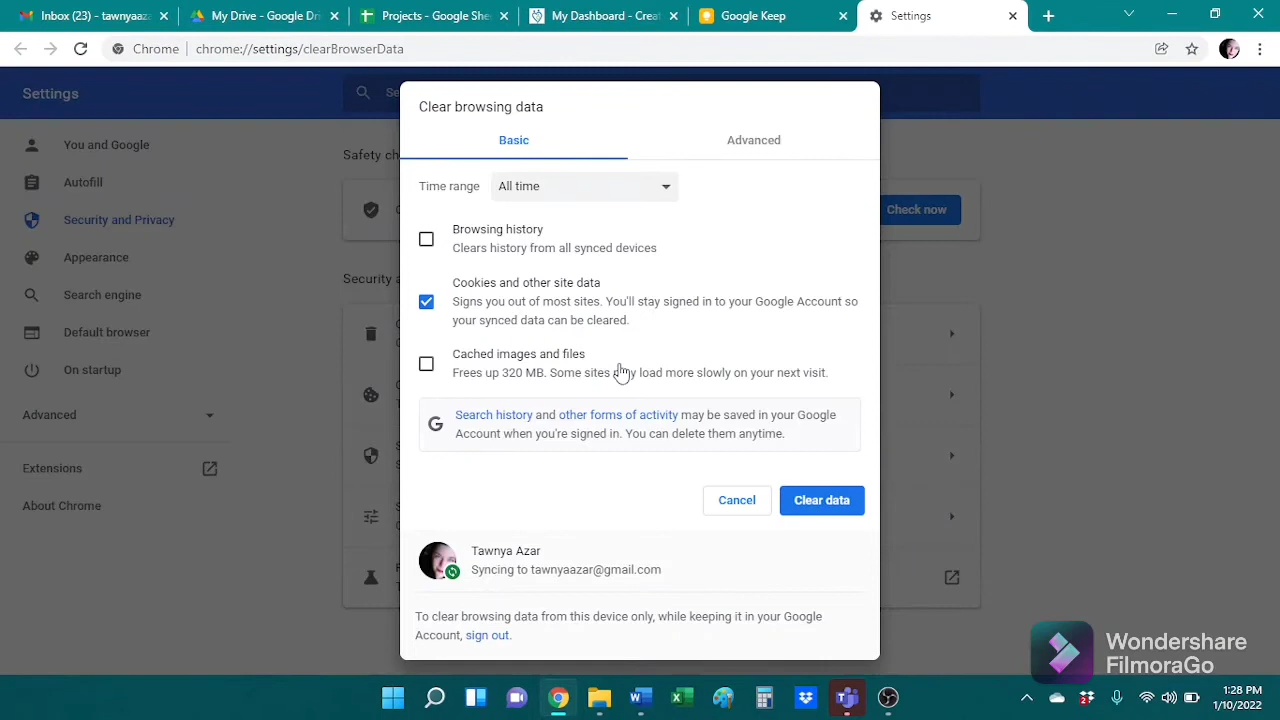 Inbox (23) - tawnyaaz
My Drive - Google Dr
Projects - Google She
My Dashboard - Creat
Google Keep
Settings
Chrome | chrome://settings/clearBrowserData
Settings
Se
Clear browsing data
Basic
Advanced
You and Google
Autofill
Security and Privacy
Appearance
Search engine
Default browser
On startup
Advanced
Extensions
About Chrome
Safety ch
Check now
Security a
Time range
All time
Browsing history
Clears history from all synced devices
Cookies and other site data
Signs you out of most sites. You'll stay signed in to your Google Account so
your synced data can be cleared.
Cached images and files
Frees up 320 MB. Some sites may load more slowly on your next visit.
Search history and other forms of activity may be saved in your Google
Account when you're signed in. You can delete them anytime.
Cancel
Clear data
Tawnya Azar
Syncing to tawnyaazar@gmail.com
To clear browsing data from this device only, while keeping it in your Google
Account, sign out.
Wondershare
FilmoraGo
1:28 PM
1/10/2022